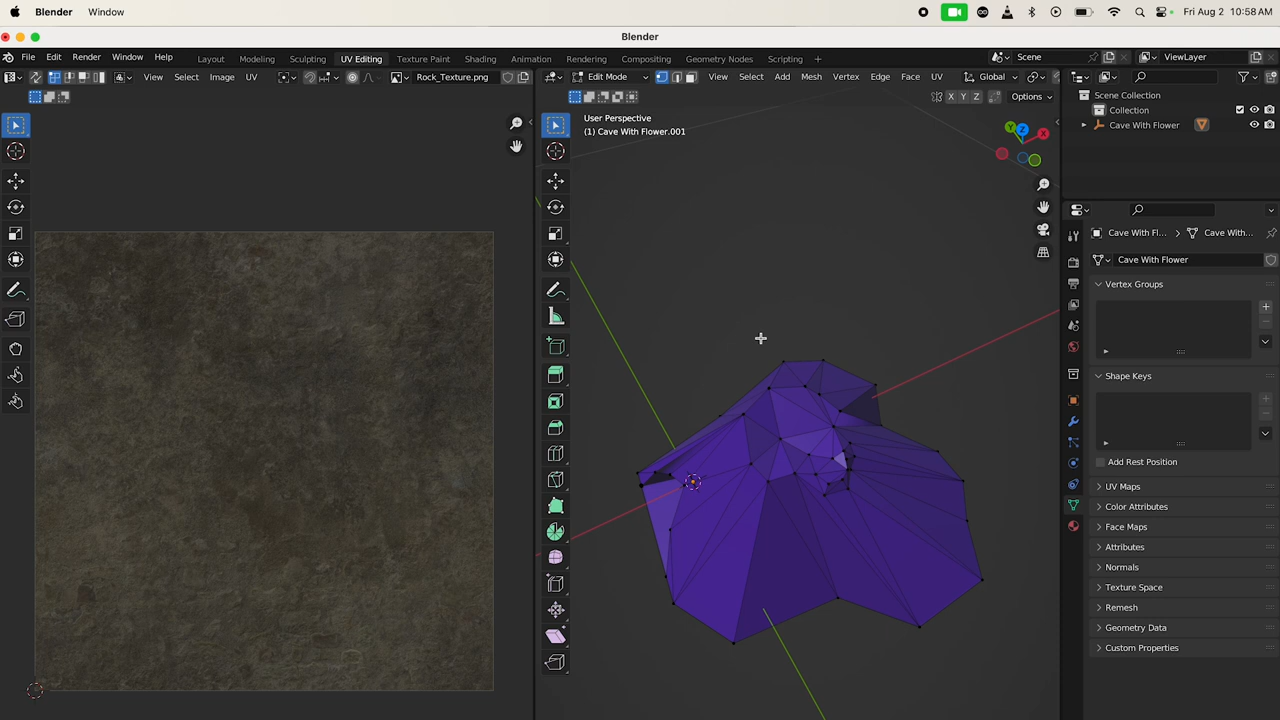 Blender Window Fri Aug 2 10:58 AM
Blender
File Edit Render Window Help Layout Modeling Sculpting UV Editing Texture Paint Shading Animation Rendering Compositing Geometry Nodes Scripting + Scene ViewLayer
View Select Image UV Rock_Texture.png Edit Mode View Select Add Mesh Vertex Edge Face UV Global
X Y Z Options
Scene Collection
Collection
Cave With Flower
User Perspective
(1) Cave With Flower.001
Y Z X
Cave With Fl... > Cave With...
Cave With Flower
Vertex Groups
Shape Keys
Add Rest Position
UV Maps
Color Attributes
Face Maps
Attributes
Normals
Texture Space
Remesh
Geometry Data
Custom Properties